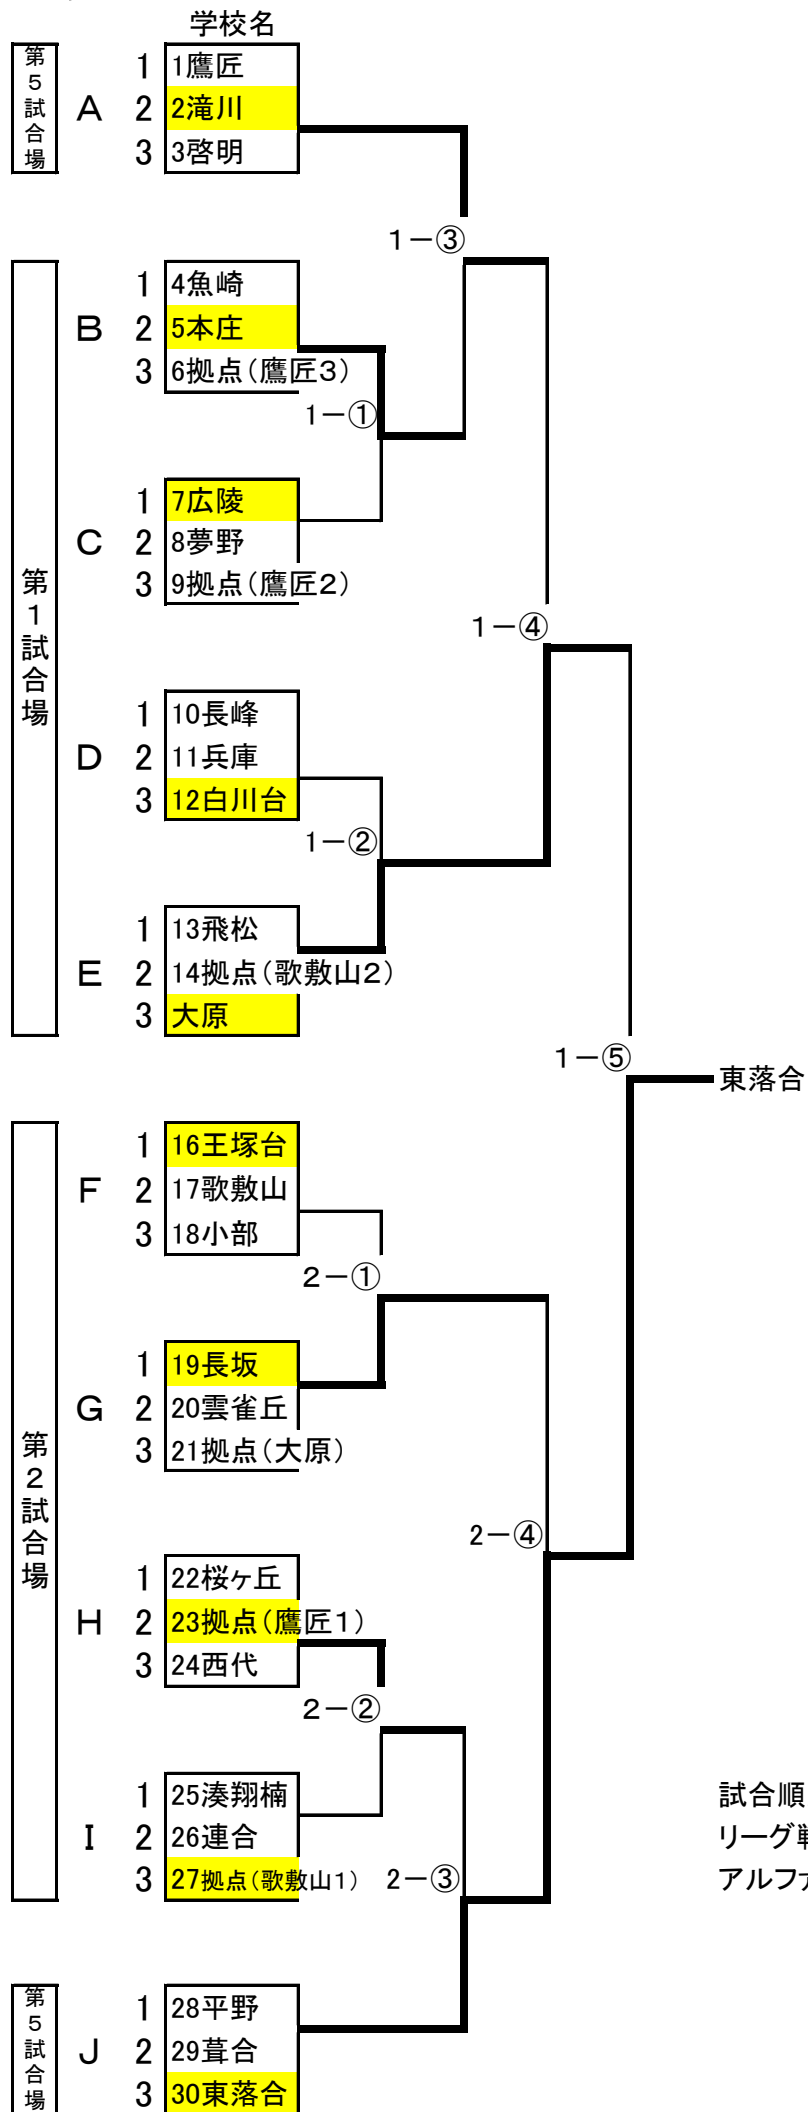 学校名
第5試合場
A
1 1鷹匠
2 2滝川
3 3啓明
1－③
第1試合場
B
1 4魚崎
2 5本庄
3 6拠点(鷹匠3)
1－①
C
1 7広陵
2 8夢野
3 9拠点(鷹匠2)
1－④
D
1 10長峰
2 11兵庫
3 12白川台
1－②
E
1 13飛松
2 14拠点(歌敷山2)
3 大原
1－⑤
東落合
第2試合場
F
1 16王塚台
2 17歌敷山
3 18小部
2－①
G
1 19長坂
2 20雲雀丘
3 21拠点(大原)
2－④
H
1 22桜ヶ丘
2 23拠点(鷹匠1)
3 24西代
2－②
I
1 25湊翔楠
2 26連合
3 27拠点(歌敷山1)
2－③
試合順
リーグ戦
アルファ
第5試合場
J
1 28平野
2 29葺合
3 30東落合